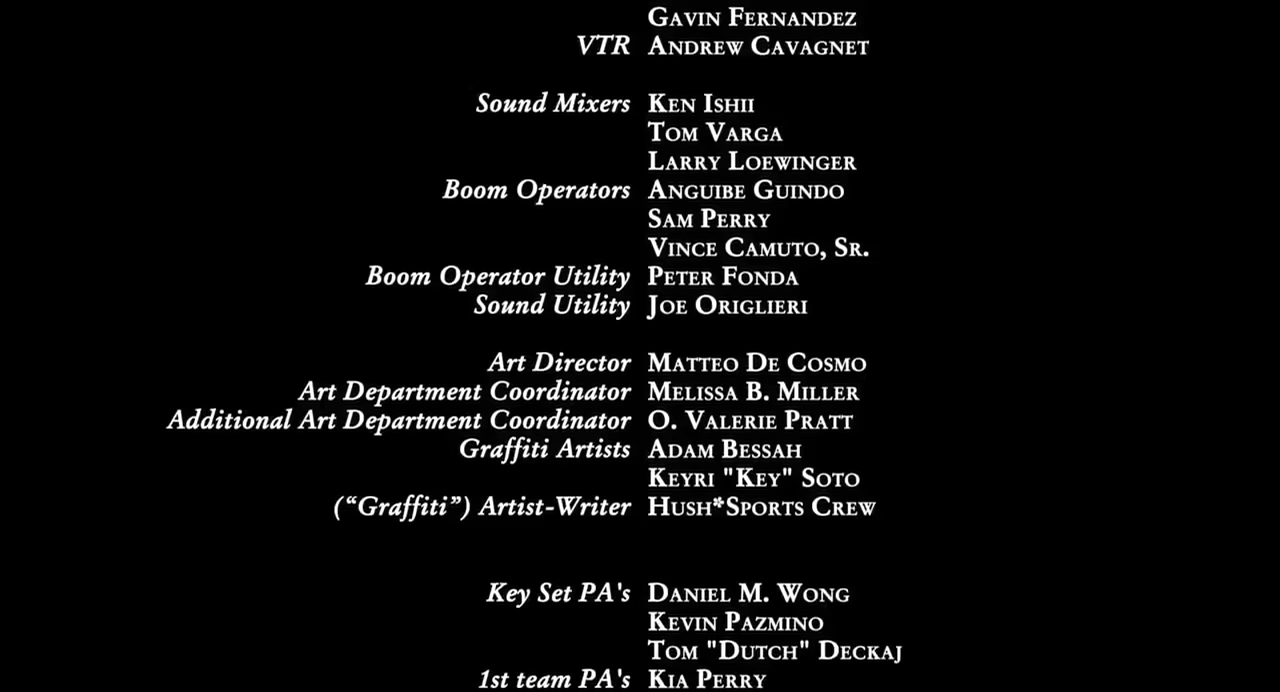 Gavin Fernandez
VTR Andrew Cavagnet
Sound Mixers Ken Ishii
Tom Varga
Larry Loewinger
Boom Operators Anguibe Guindo
Sam Perry
Vince Camuto, Sr.
Boom Operator Utility Peter Fonda
Sound Utility Joe Origlieri
Art Director Matteo De Cosmo
Art Department Coordinator Melissa B. Miller
Additional Art Department Coordinator O. Valerie Pratt
Graffiti Artists Adam Bessah
Keyri "Key" Soto
(“Graffiti”) Artist-Writer Hush*Sports Crew
Key Set PA's Daniel M. Wong
Kevin Pazmino
Tom "Dutch" Deckaj
1st team PA's Kia Perry